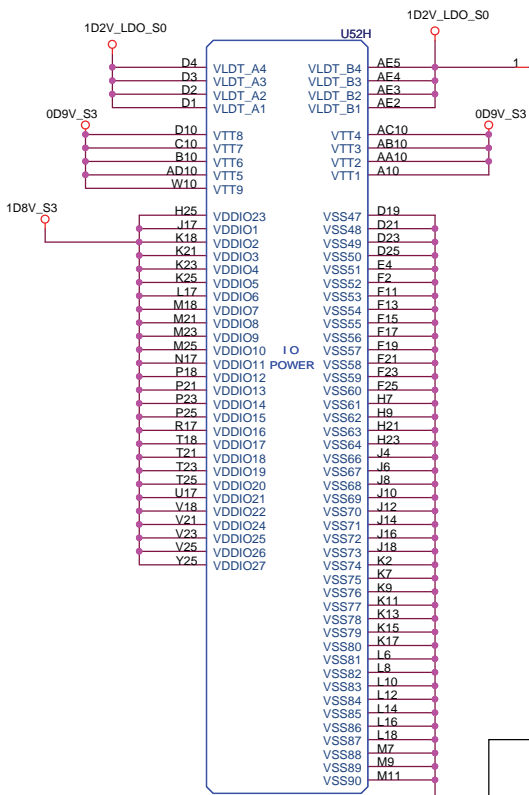 1D2V_LDO_S0 U52H 1D2V_LDO_S0
D4 VLDT_A4 VLDT_B4 AE5 1
D3 VLDT_A3 VLDT_B3 AE4
D2 VLDT_A2 VLDT_B2 AE3
D1 VLDT_A1 VLDT_B1 AE2
0D9V_S3 0D9V_S3
D10 VTT8 VTT4 AC10
C10 VTT7 VTT3 AB10
B10 VTT6 VTT2 AA10
AD10 VTT5 VTT1 A10
W10 VTT9
1D8V_S3
H25 VDDIO23 VSS47 D19
J17 VDDIO1 VSS48 D21
K18 VDDIO2 VSS49 D23
K21 VDDIO3 VSS50 D25
K23 VDDIO4 VSS51 E4
K25 VDDIO5 VSS52 F2
L17 VDDIO6 VSS53 F11
M18 VDDIO7 VSS54 F13
M21 VDDIO8 VSS55 F15
M23 VDDIO9 VSS56 F17
M25 VDDIO10 I O VSS57 F19
N17 VDDIO11 POWER VSS58 F21
P18 VDDIO12 VSS59 F23
P21 VDDIO13 VSS60 F25
P23 VDDIO14 VSS61 H7
P25 VDDIO15 VSS62 H9
R17 VDDIO16 VSS63 H21
T18 VDDIO17 VSS64 H23
T21 VDDIO18 VSS66 J4
T23 VDDIO19 VSS67 J6
T25 VDDIO20 VSS68 J8
U17 VDDIO21 VSS69 J10
V18 VDDIO22 VSS70 J12
V21 VDDIO24 VSS71 J14
V23 VDDIO25 VSS72 J16
V25 VDDIO26 VSS73 J18
Y25 VDDIO27 VSS74 K2
VSS75 K7
VSS76 K9
VSS77 K11
VSS78 K13
VSS79 K15
VSS80 K17
VSS81 L6
VSS82 L8
VSS83 L10
VSS84 L12
VSS85 L14
VSS86 L16
VSS87 L18
VSS88 M7
VSS89 M9
VSS90 M11